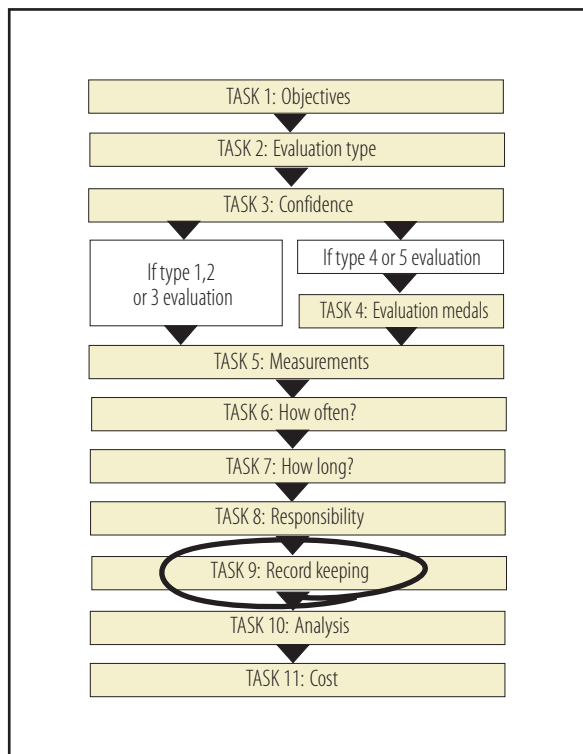 TASK 1: Objectives
TASK 2: Evaluation type
TASK 3: Confidence
If type 1,2
or 3 evaluation
If type 4 or 5 evaluation
TASK 4: Evaluation medals
TASK 5: Measurements
TASK 6: How often?
TASK 7: How long?
TASK 8: Responsibility
TASK 9: Record keeping
TASK 10: Analysis
TASK 11: Cost